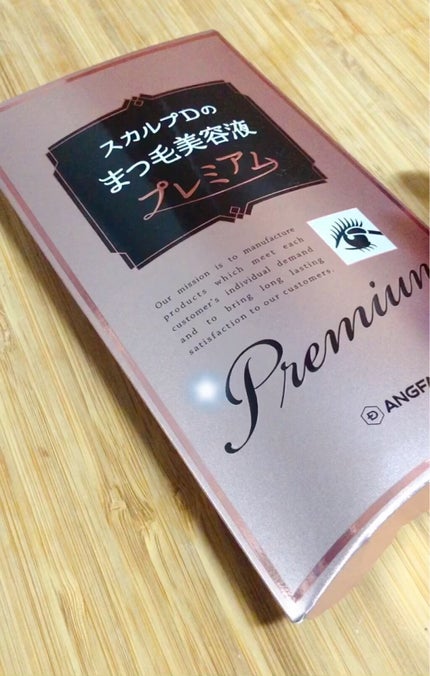 スカルプDの
まつ毛美容液
プレミアム
Our mission is to manufacture
products which meet each
customer's individual demand
and to bring long lasting
satisfaction to our customers.
Premium
ANGFA